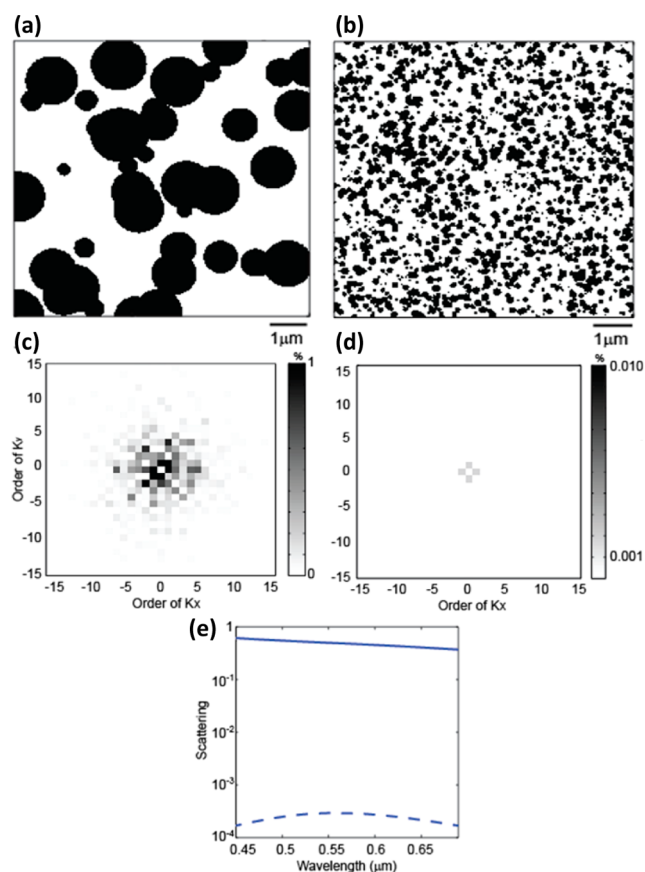 (a) (b)
1μm 1μm
(c) (d)
% %
15 1 15 0.010
10 10
5 5
0 0
-5 -5
-10 -10
-15 0 -15 0.001
Order of Kᵧ
-15 -10 -5 0 5 10 15 -15 -10 -5 0 5 10 15
Order of Kx Order of Kx
(e)
1
10⁻¹
10⁻²
10⁻³
10⁻⁴
Scattering
0.45 0.5 0.55 0.6 0.65
Wavelength (μm)